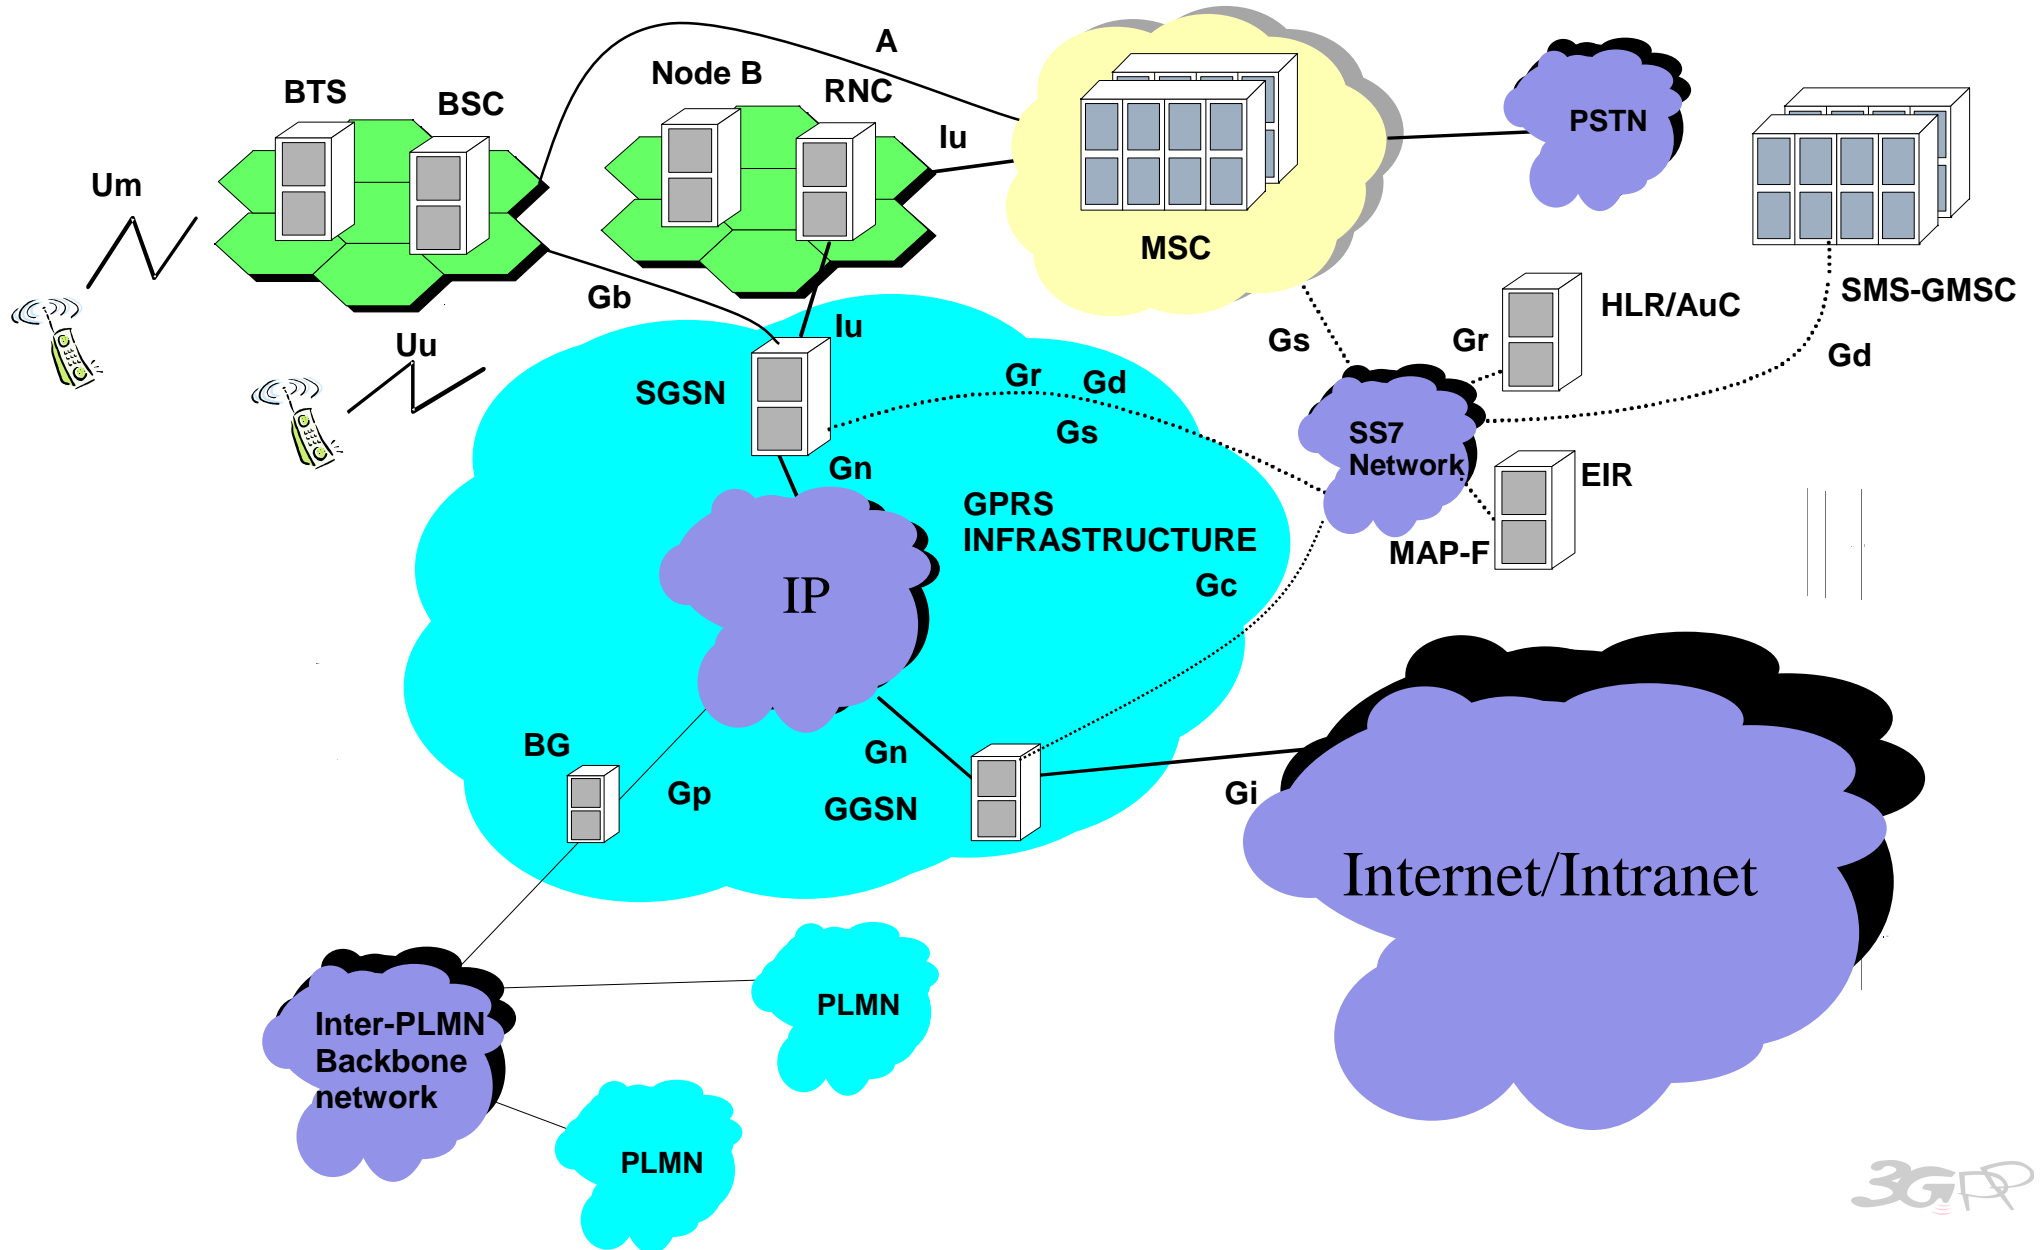 A
Node B
RNC
BTS
BSC
Iu
PSTN
Um
MSC
SMS-GMSC
HLR/AuC
Gb
Iu
Uu
Gs
Gr
Gd
SGSN
Gr
Gd
Gs
SS7
Network
Gn
EIR
GPRS
INFRASTRUCTURE
MAP-F
Gc
IP
BG
Gn
Gp
GGSN
Gi
Internet/Intranet
PLMN
Inter-PLMN
Backbone
network
PLMN
3GPP